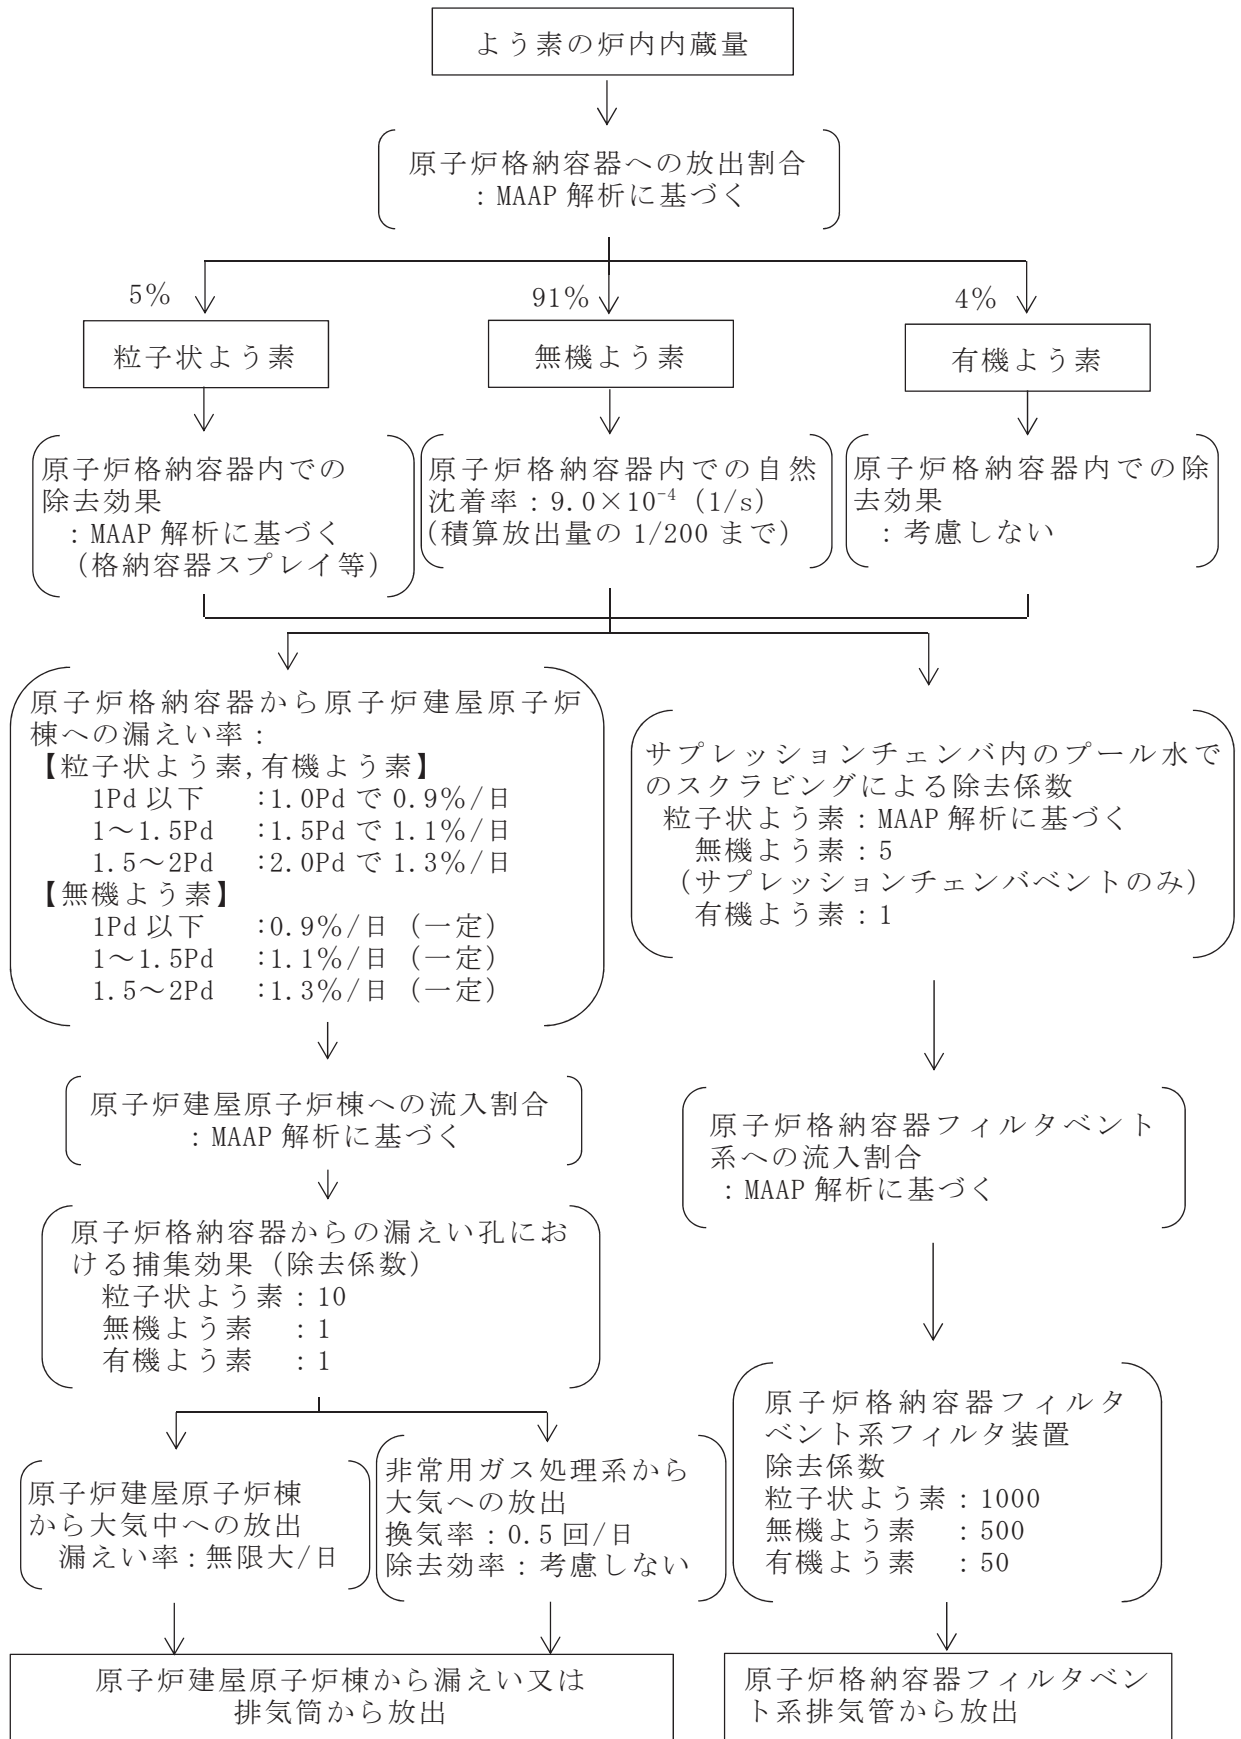 よう素の炉内内蔵量
原子炉格納容器への放出割合
：MAAP 解析に基づく
5%
91%
4%
粒子状よう素
無機よう素
有機よう素
原子炉格納容器内での
除去効果
：MAAP 解析に基づく
（格納容器スプレイ等）
原子炉格納容器内での自然
沈着率：9.0×10⁻⁴（1/s）
（積算放出量の 1/200 まで）
原子炉格納容器内での除
去効果
：考慮しない
原子炉格納容器から原子炉建屋原子炉
棟への漏えい率：
【粒子状よう素,有機よう素】
1Pd 以下 :1.0Pd で 0.9%/日
1～1.5Pd :1.5Pd で 1.1%/日
1.5～2Pd :2.0Pd で 1.3%/日
【無機よう素】
1Pd 以下 :0.9%/日（一定）
1～1.5Pd :1.1%/日（一定）
1.5～2Pd :1.3%/日（一定）
サプレッションチェンバ内のプール水で
のスクラビングによる除去係数
粒子状よう素：MAAP 解析に基づく
無機よう素：5
（サプレッションチェンバベントのみ）
有機よう素：1
原子炉建屋原子炉棟への流入割合
：MAAP 解析に基づく
原子炉格納容器フィルタベント
系への流入割合
：MAAP 解析に基づく
原子炉格納容器からの漏えい孔にお
ける捕集効果（除去係数）
粒子状よう素：10
無機よう素 ：1
有機よう素 ：1
原子炉建屋原子炉棟
から大気中への放出
漏えい率：無限大/日
非常用ガス処理系から
大気への放出
換気率：0.5 回/日
除去効率：考慮しない
原子炉格納容器フィルタ
ベント系フィルタ装置
除去係数
粒子状よう素：1000
無機よう素 ：500
有機よう素 ：50
原子炉建屋原子炉棟から漏えい又は
排気筒から放出
原子炉格納容器フィルタベン
ト系排気管から放出